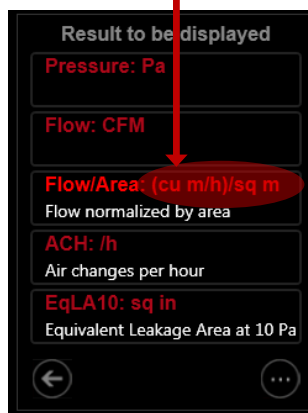 Result to be displayed
Pressure: Pa
Flow: CFM
Flow/Area: (cu m/h)/sq m
Flow normalized by area
ACH: /h
Air changes per hour
EqLA10: sq in
Equivalent Leakage Area at 10 Pa